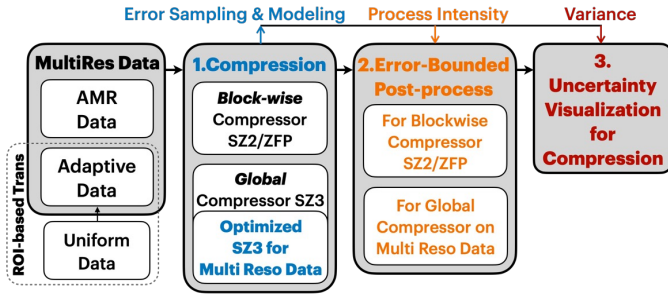 Error Sampling & Modeling
Process Intensity
Variance
MultiRes Data
AMR
Data
Adaptive
Data
Uniform
Data
ROI-based Trans
1.Compression
Block-wise
Compressor
SZ2/ZFP
Global
Compressor SZ3
Optimized
SZ3 for
Multi Reso Data
2.Error-Bounded
Post-process
For Blockwise
Compressor
SZ2/ZFP
For Global
Compressor on
Multi Reso Data
3.
Uncertainty
Visualization
for
Compression